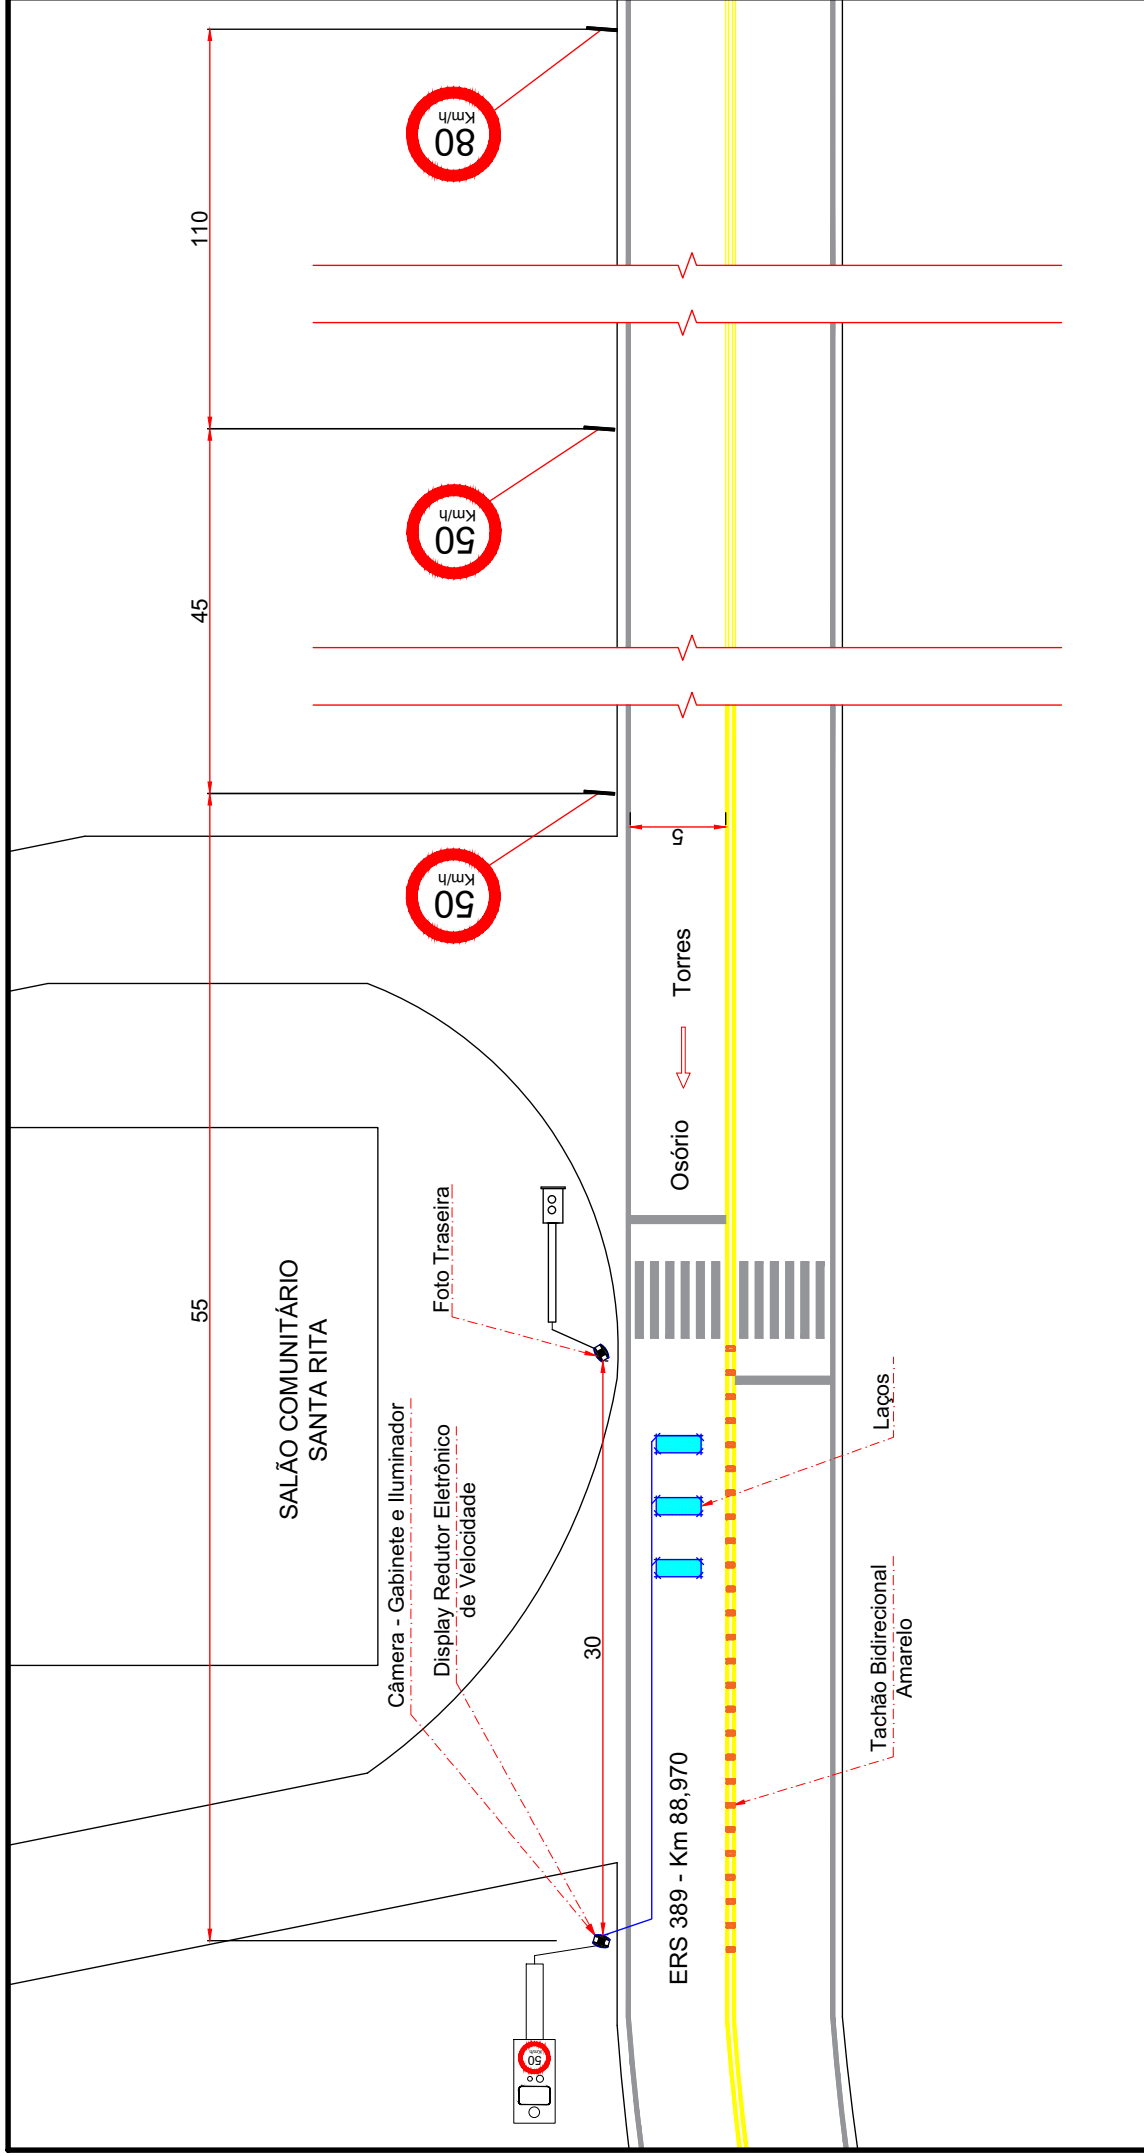 110
45
55
80
Km/h
50
Km/h
50
Km/h
5
SALÃO COMUNITÁRIO
SANTA RITA
Foto Traseira
Câmera - Gabinete e Iluminador
Display Redutor Eletrônico
de Velocidade
30
50
Km/h
Osório
Torres
ERS 389 - Km 88,970
Laços
Tachão Bidirecional
Amarelo